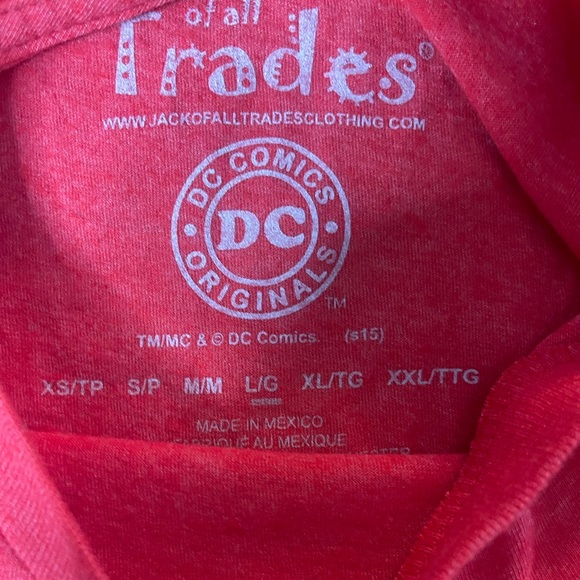 of all
Trades®
WWW.JACKOFALLTRADESCLOTHING.COM
DC COMICS
DC
ORIGINALS
TM
TM/MC & © DC Comics. (s15)
XS/TP S/P M/M L/G XL/TG XXL/TTG
MADE IN MEXICO
FABRIQUÉ AU MEXIQUE